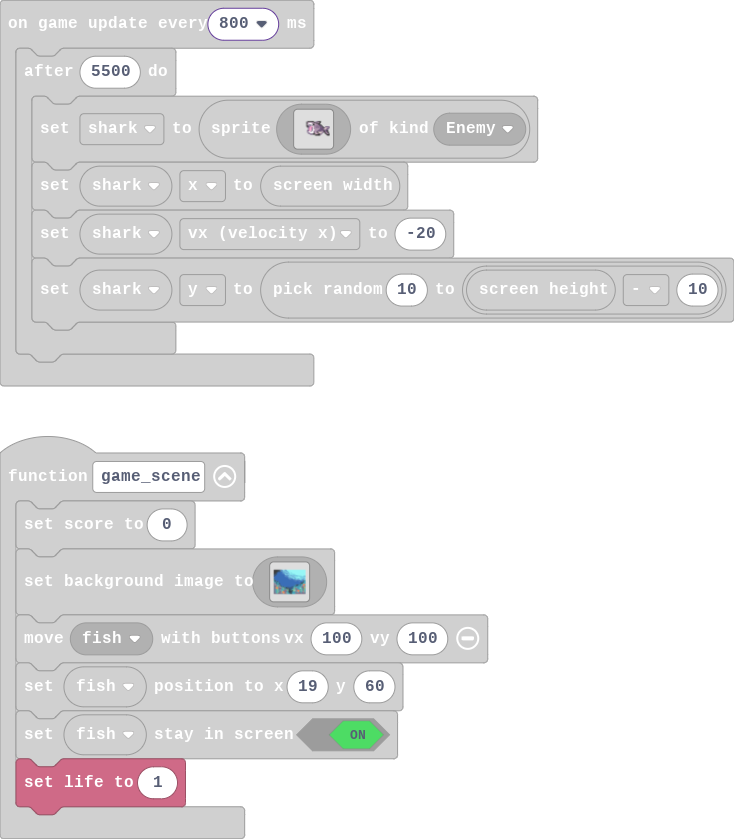 on game update every 800 ms
after 5500 do
set shark to sprite of kind Enemy
set shark x to screen width
set shark vx (velocity x) to -20
set shark y to pick random 10 to screen height - 10
function game_scene
set score to 0
set background image to
move fish with buttons vx 100 vy 100
set fish position to x 19 y 60
set fish stay in screen ON
set life to 1